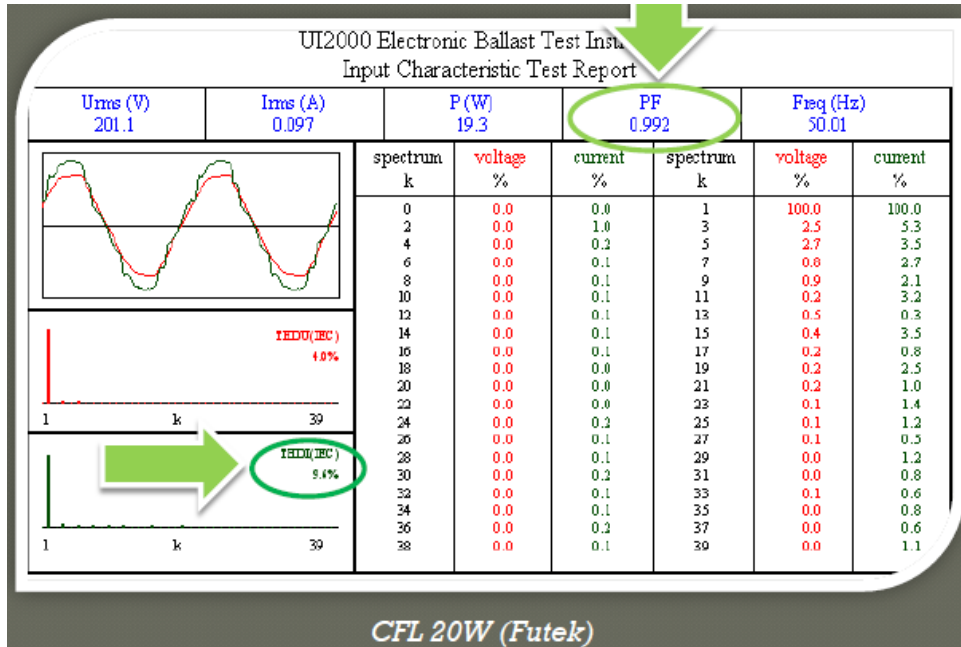 UI2000 Electronic Ballast Test
Input Characteristic Test Report
Urms (V) Irms (A) P (W) PF Freq (Hz)
201.1 0.097 19.3 0.992 50.01
spectrum voltage current spectrum voltage current
k % % k % %
0 0.0 0.0 1 100.0 100.0
2 0.0 1.0 3 2.5 5.3
4 0.0 0.2 5 2.7 3.5
6 0.0 0.1 7 0.8 2.7
8 0.0 0.1 9 0.9 2.1
10 0.0 0.1 11 0.2 3.2
12 0.0 0.1 13 0.5 0.3
14 0.0 0.1 15 0.4 3.5
16 0.0 0.1 17 0.2 0.8
18 0.0 0.0 19 0.2 2.5
20 0.0 0.0 21 0.2 1.0
22 0.0 0.0 23 0.1 1.4
24 0.0 0.2 25 0.1 1.2
26 0.0 0.1 27 0.1 0.5
28 0.0 0.1 29 0.0 1.2
30 0.0 0.2 31 0.0 0.8
32 0.0 0.1 33 0.1 0.6
34 0.0 0.1 35 0.0 0.8
36 0.0 0.2 37 0.0 0.6
38 0.0 0.1 39 0.0 1.1
THDU(IEC)
4.0%
1 k 39
THDI(IEC)
9.6%
1 k 39
CFL 20W (Futek)